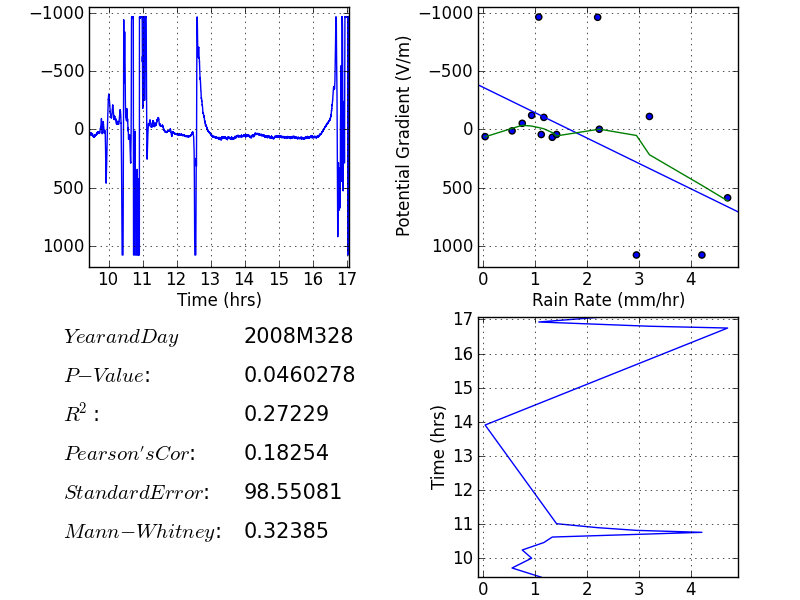 −1000
−500
0
500
1000
10 11 12 13 14 15 16 17
Time (hrs)
Potential Gradient (V/m)
−1000
−500
0
500
1000
0 1 2 3 4
Rain Rate (mm/hr)
YearandDay 2008M328
P−Value: 0.0460278
R²: 0.27229
Pearson'sCor: 0.18254
StandardError: 98.55081
Mann−Whitney: 0.32385
Time (hrs)
17
16
15
14
13
12
11
10
0 1 2 3 4